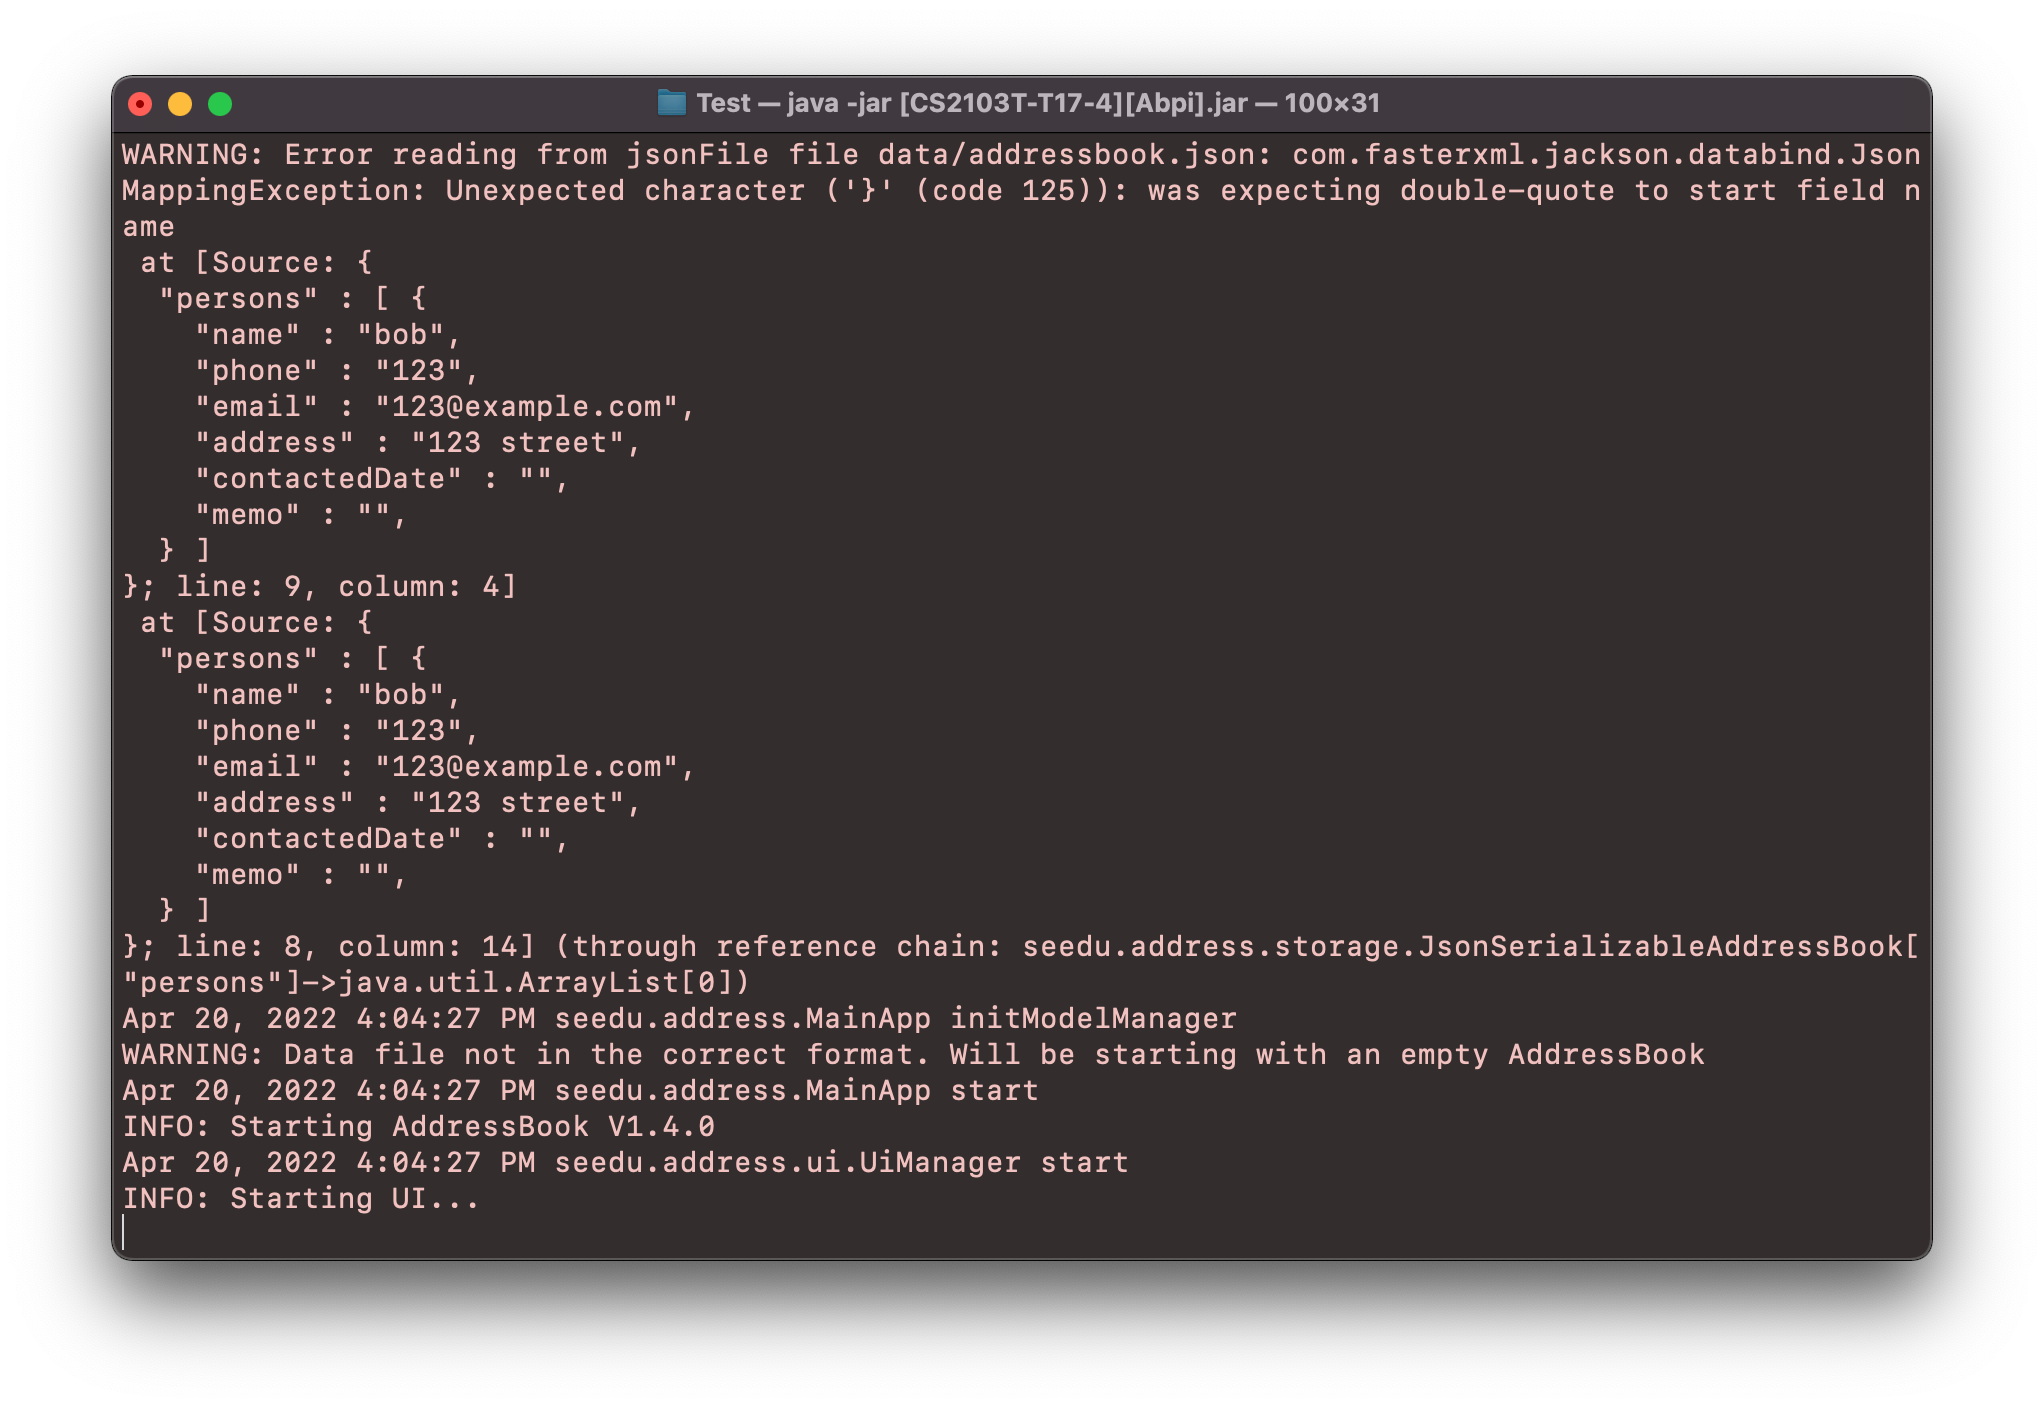 Test — java -jar [CS2103T-T17-4][Abpi].jar — 100×31
WARNING: Error reading from jsonFile file data/addressbook.json: com.fasterxml.jackson.databind.Json
MappingException: Unexpected character ('}' (code 125)): was expecting double-quote to start field n
ame
 at [Source: {
  "persons" : [ {
    "name" : "bob",
    "phone" : "123",
    "email" : "123@example.com",
    "address" : "123 street",
    "contactedDate" : "",
    "memo" : "",
  } ]
}; line: 9, column: 4]
 at [Source: {
  "persons" : [ {
    "name" : "bob",
    "phone" : "123",
    "email" : "123@example.com",
    "address" : "123 street",
    "contactedDate" : "",
    "memo" : "",
  } ]
}; line: 8, column: 14] (through reference chain: seedu.address.storage.JsonSerializableAddressBook[
"persons"]->java.util.ArrayList[0])
Apr 20, 2022 4:04:27 PM seedu.address.MainApp initModelManager
WARNING: Data file not in the correct format. Will be starting with an empty AddressBook
Apr 20, 2022 4:04:27 PM seedu.address.MainApp start
INFO: Starting AddressBook V1.4.0
Apr 20, 2022 4:04:27 PM seedu.address.ui.UiManager start
INFO: Starting UI...